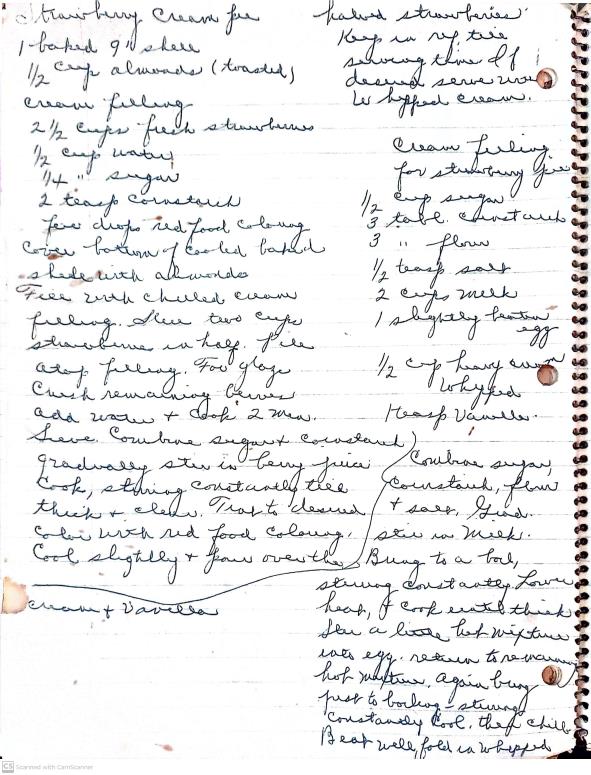 Strawberry Cream Pie
1 baked 9" shell
1/2 cup almonds (toasted)
cream filling
2 1/2 cups fresh strawberries
1/2 cup water
1/4 " sugar
2 teasp cornstarch
few drops red food coloring
Cover bottom of cooled baked
shell with almonds
Fill with chilled cream
filling. Slice two cups
strawberries in half. pile
atop filling. For glaze
Crush remaining berries
add water + cook 2 min.
Sieve. Combine sugar + cornstarch
gradually stir in berry juice
Cook, stirring constantly till
thick & clear. Tint to desired
color with red food coloring.
Cool slightly + pour over the
halved strawberries.
Keep in ref till
serving time If
desired serve with
Whipped cream.
Cream filling
for strawberry pie
1/2 cup sugar
3 tabl. cornstarch
3 " flour
1/2 teasp salt
2 cups milk
1 slightly beaten
egg
1/2 cup heavy cream
Whipped
1 teasp Vanilla.
Combine sugar,
cornstarch, flour
+ salt, Grad.
stir in Milk.
Bring to a boil,
stirring constantly Lower
heat, & cook until thick
Stir a little hot mixture
into egg. return to remaining
hot mixture. Again bring
just to boiling - stirring
constantly Cool. then chill
Beat well, fold in whipped
cream + Vanilla
CS Scanned with CamScanner